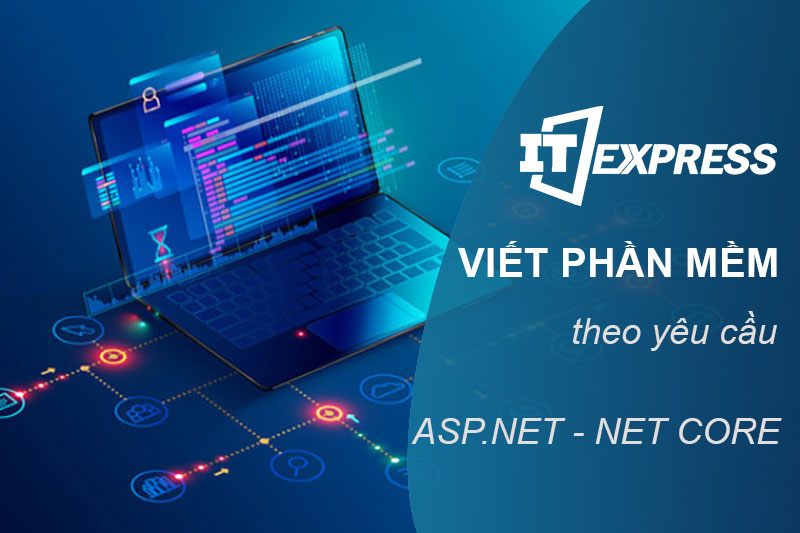 IT EXPRESS
VIẾT PHẦN MỀM
theo yêu cầu
ASP.NET - NET CORE